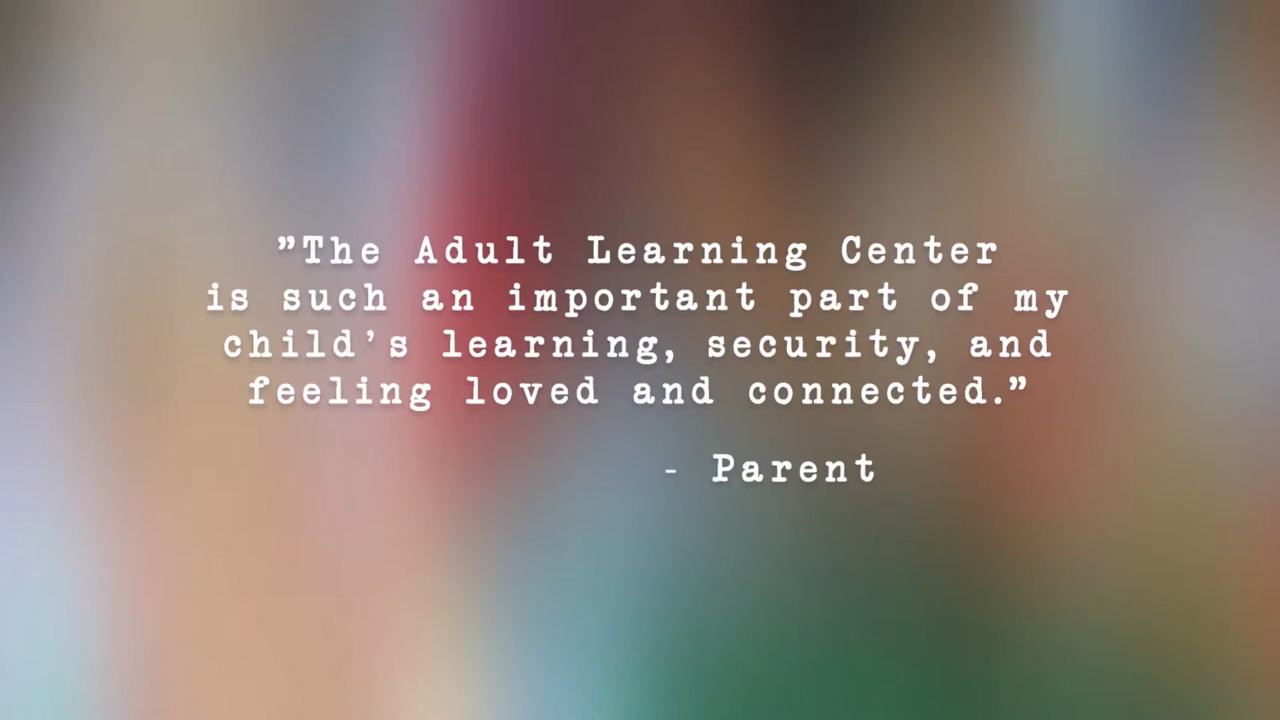 ”The Adult Learning Center
is such an important part of my
child’s learning, security, and
feeling loved and connected.”
- Parent